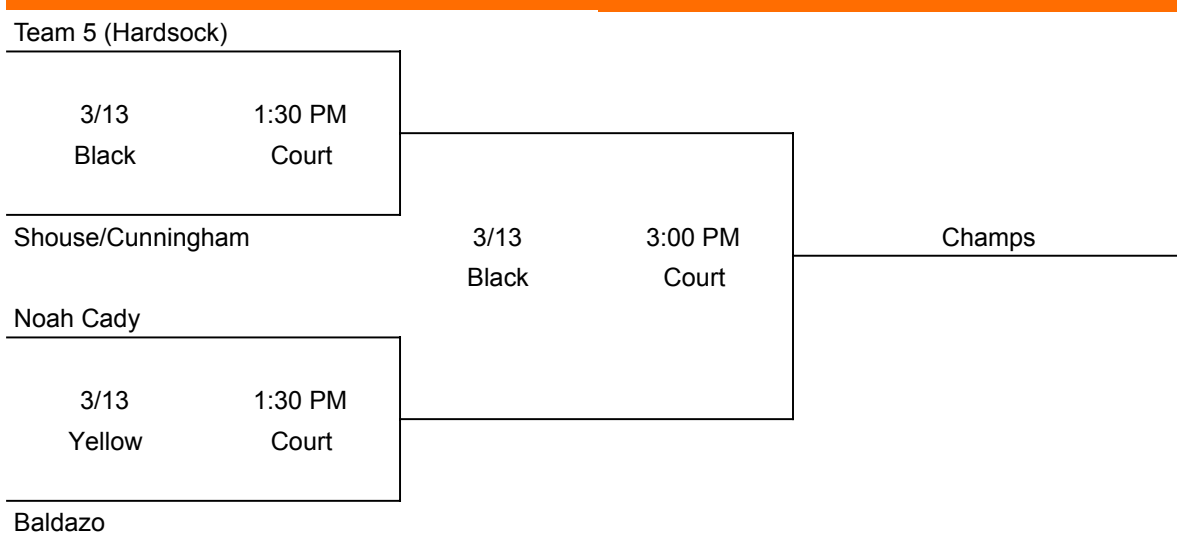 Team 5 (Hardsock)
3/13 1:30 PM
Black Court
Shouse/Cunningham
3/13 3:00 PM
Black Court
Champs
Noah Cady
3/13 1:30 PM
Yellow Court
Baldazo